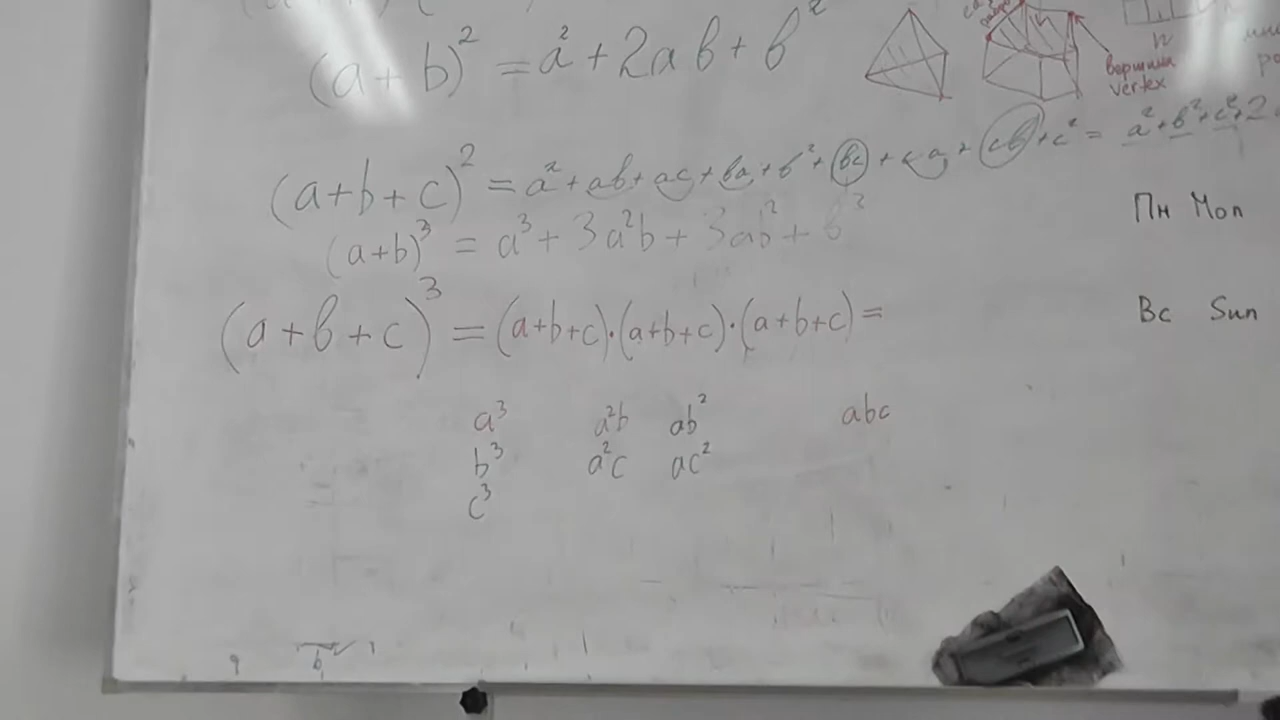 (a+b)² = a² + 2ab + b²
вершина
vertex
n
(a+b+c)² = a² + ab + ac + ba + b² + bc + ca + cb + c² = a² + b² + c² + 2
(a+b)³ = a³ + 3a²b + 3ab² + b³
Пн Mon
(a+b+c)³ = (a+b+c)·(a+b+c)·(a+b+c) =
Вс Sun
a³ a²b ab² abc
b³ a²c ac²
c³